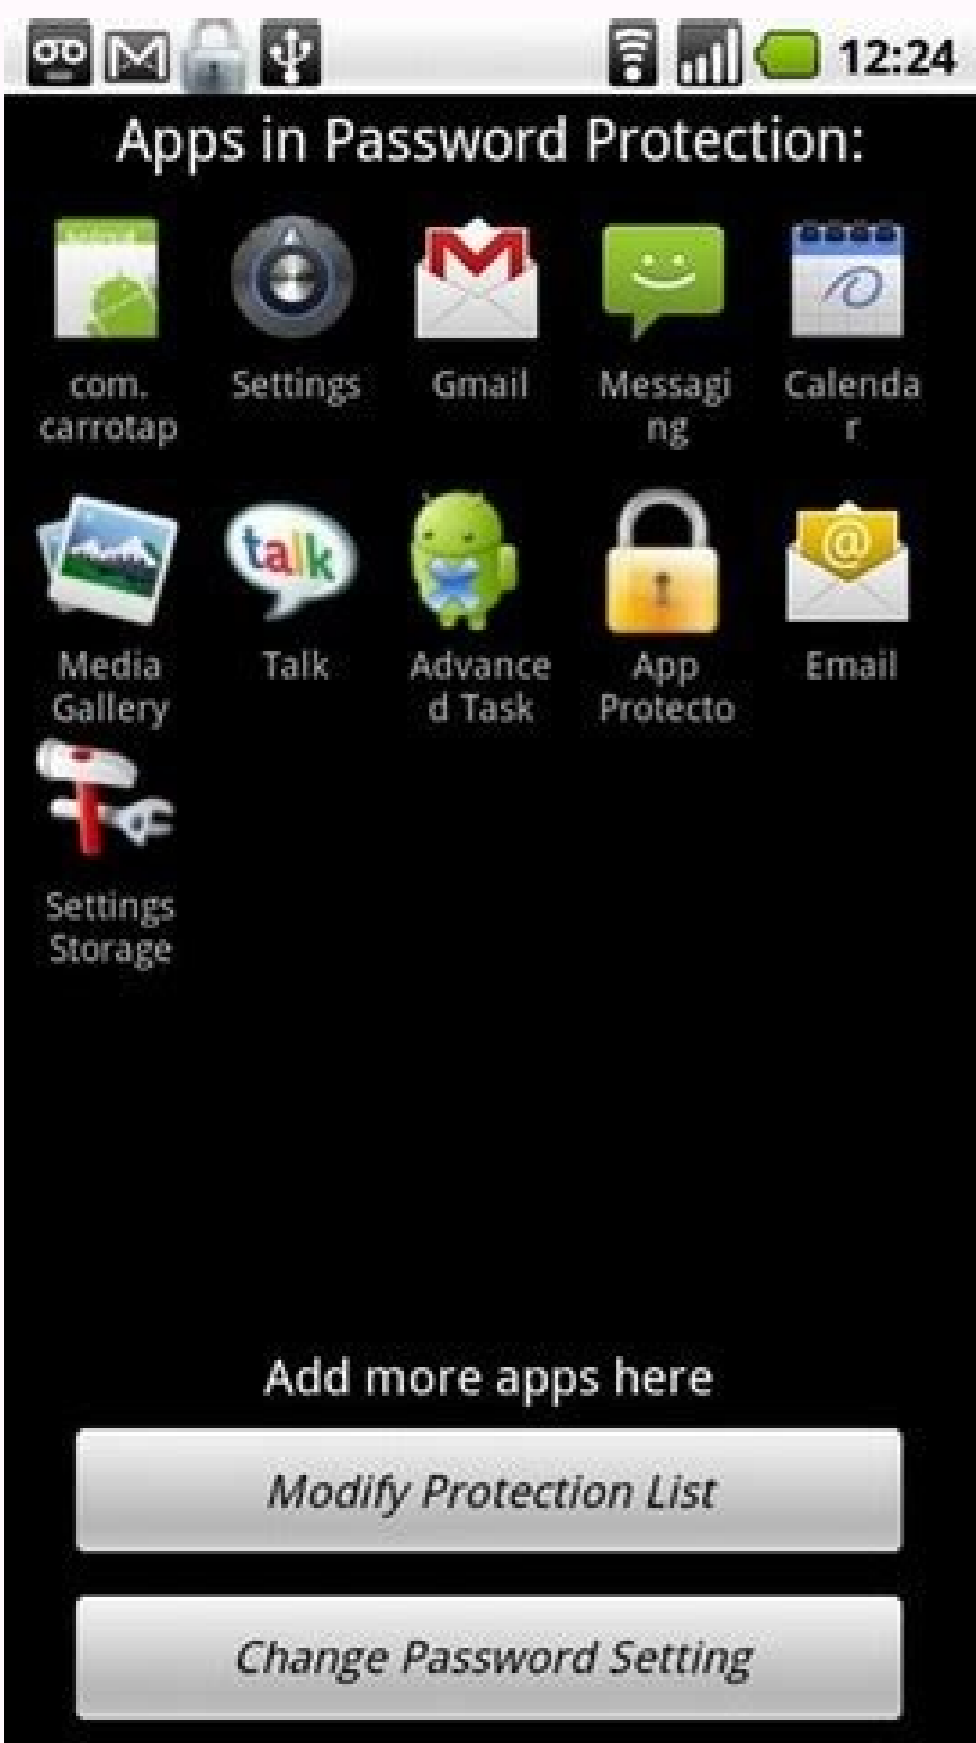 12:24
Apps in Password Protection:
com.
carrotap
Settings
Gmail
Messagi
ng
Calenda
r
talk
Media
Gallery
Talk
Advance
d Task
App
Protecto
@
Email
Settings
Storage
Add more apps here
Modify Protection List
Change Password Setting